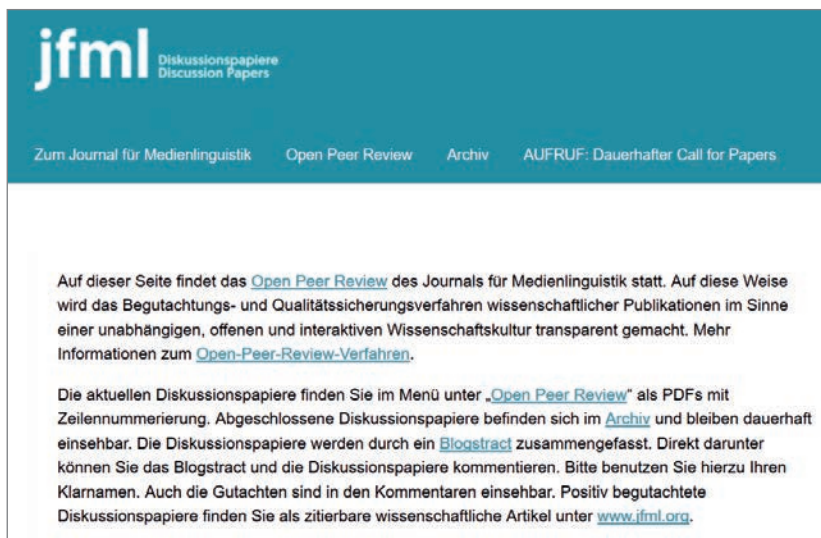 jfml
Diskussionspapiere
Discussion Papers
Zum Journal für Medienlinguistik Open Peer Review Archiv AUFRUF: Dauerhafter Call for Papers
Auf dieser Seite findet das Open Peer Review des Journals für Medienlinguistik statt. Auf diese Weise
wird das Begutachtungs- und Qualitätssicherungsverfahren wissenschaftlicher Publikationen im Sinne
einer unabhängigen, offenen und interaktiven Wissenschaftskultur transparent gemacht. Mehr
Informationen zum Open-Peer-Review-Verfahren.
Die aktuellen Diskussionspapiere finden Sie im Menü unter „Open Peer Review“ als PDFs mit
Zeilennummerierung. Abgeschlossene Diskussionspapiere befinden sich im Archiv und bleiben dauerhaft
einsehbar. Die Diskussionspapiere werden durch ein Blogstract zusammengefasst. Direkt darunter
können Sie das Blogstract und die Diskussionspapiere kommentieren. Bitte benutzen Sie hierzu Ihren
Klarnamen. Auch die Gutachten sind in den Kommentaren einsehbar. Positiv begutachtete
Diskussionspapiere finden Sie als zitierbare wissenschaftliche Artikel unter www.jfml.org.